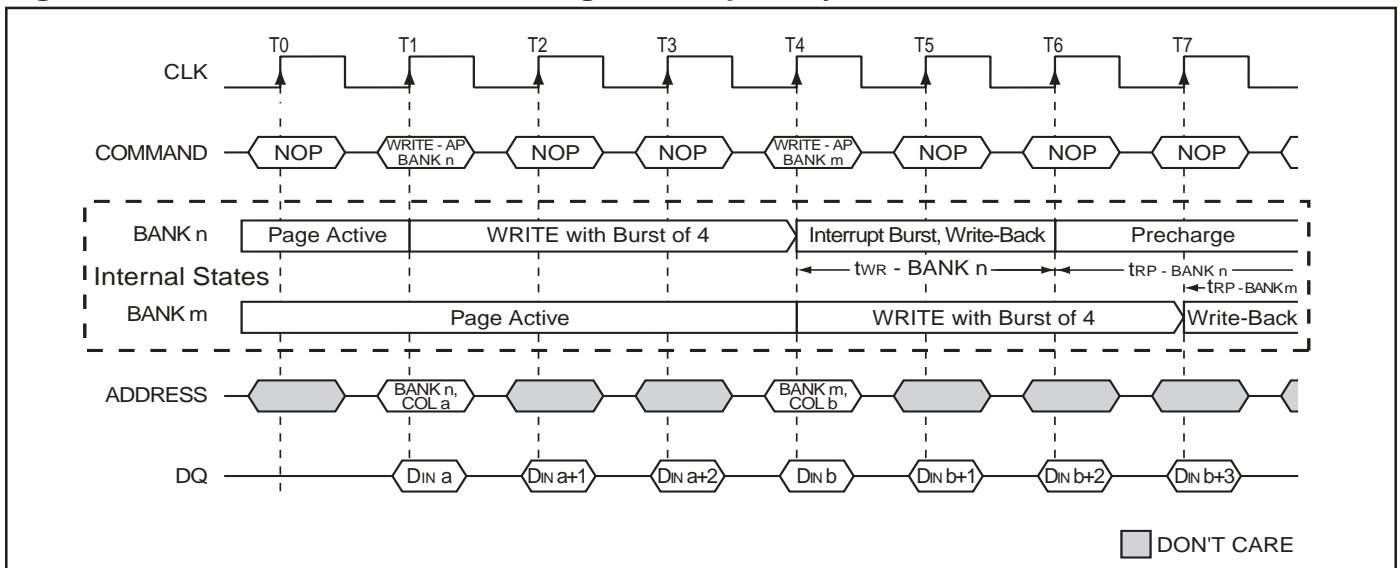 T0 T1 T2 T3 T4 T5 T6 T7
CLK
COMMAND NOP WRITE - AP BANK n NOP NOP WRITE - AP BANK m NOP NOP NOP
BANK n Page Active WRITE with Burst of 4 Interrupt Burst, Write-Back Precharge
Internal States tWR - BANK n tRP - BANK n
tRP - BANK m
BANK m Page Active WRITE with Burst of 4 Write-Back
ADDRESS BANK n, COL a BANK m, COL b
DQ DIN a DIN a+1 DIN a+2 DIN b DIN b+1 DIN b+2 DIN b+3
DON'T CARE